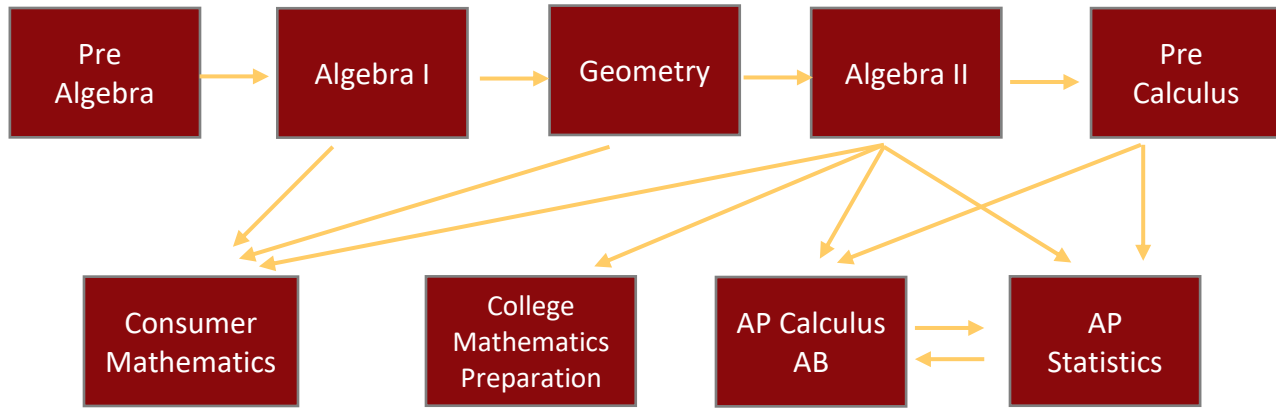 Pre
Algebra
Algebra I
Geometry
Algebra II
Pre
Calculus
Consumer
Mathematics
College
Mathematics
Preparation
AP Calculus
AB
AP
Statistics